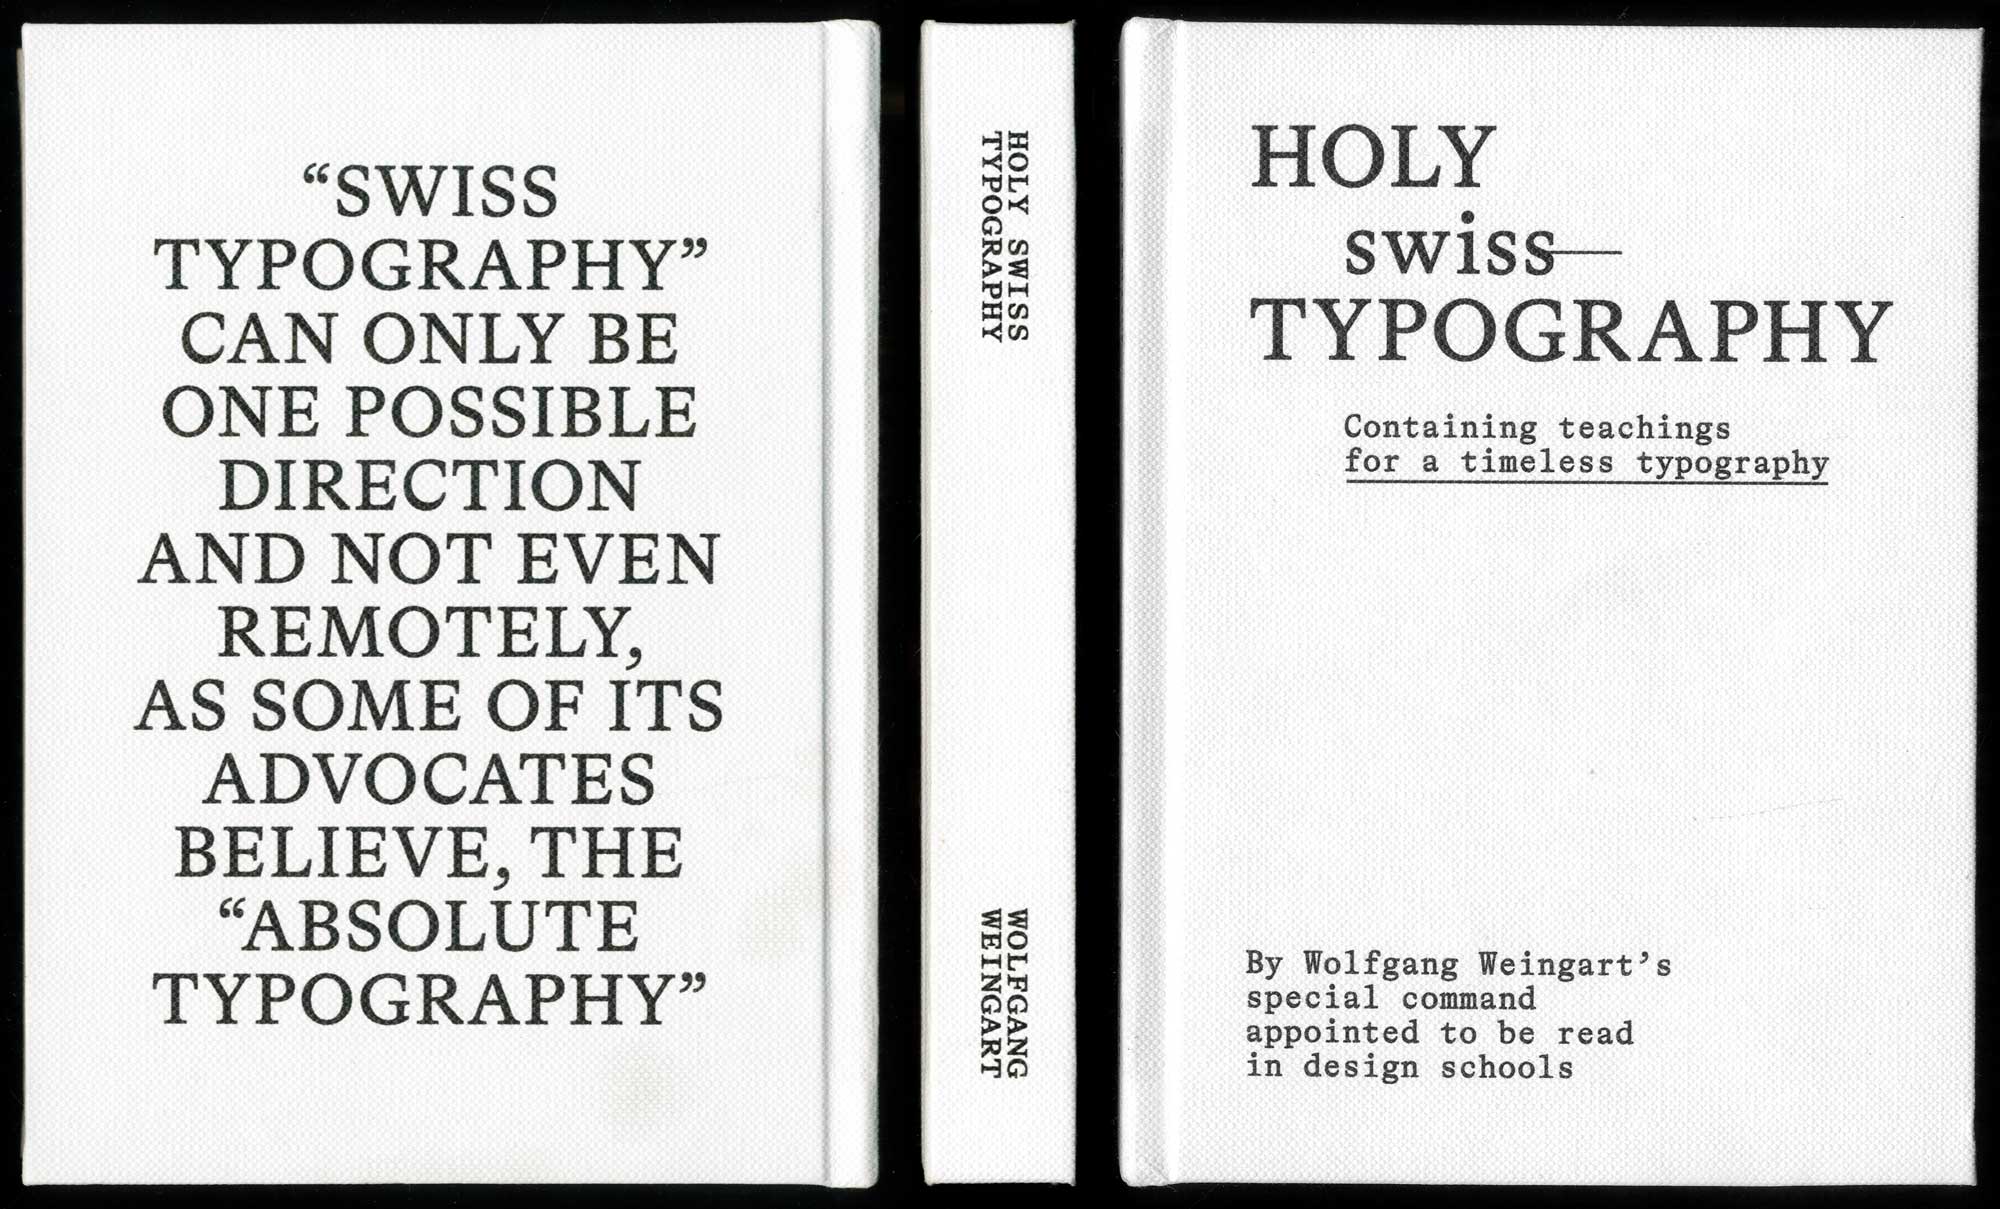 “SWISS
TYPOGRAPHY”
CAN ONLY BE
ONE POSSIBLE
DIRECTION
AND NOT EVEN
REMOTELY,
AS SOME OF ITS
ADVOCATES
BELIEVE, THE
“ABSOLUTE
TYPOGRAPHY”
HOLY SWISS
TYPOGRAPHY
WOLFGANG
WEINGART
HOLY
swiss—
TYPOGRAPHY
Containing teachings
for a timeless typography
By Wolfgang Weingart’s
special command
appointed to be read
in design schools